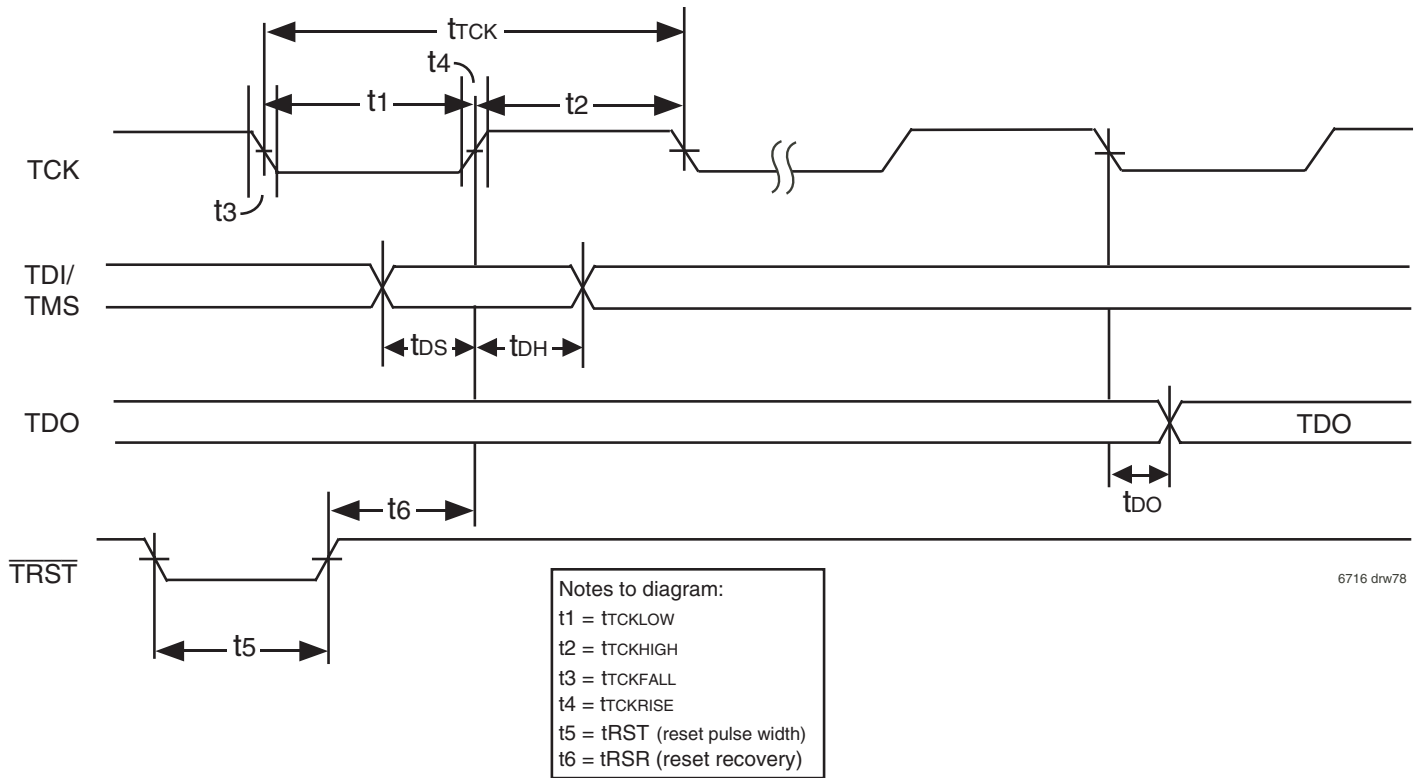 tTCK
t4
t1
t2
TCK
t3
TDI/
TMS
tDS
tDH
TDO
TDO
tDO
t6
TRST
6716 drw78
t5
Notes to diagram:
t1 = tTCKLOW
t2 = tTCKHIGH
t3 = tTCKFALL
t4 = tTCKRISE
t5 = tRST (reset pulse width)
t6 = tRSR (reset recovery)